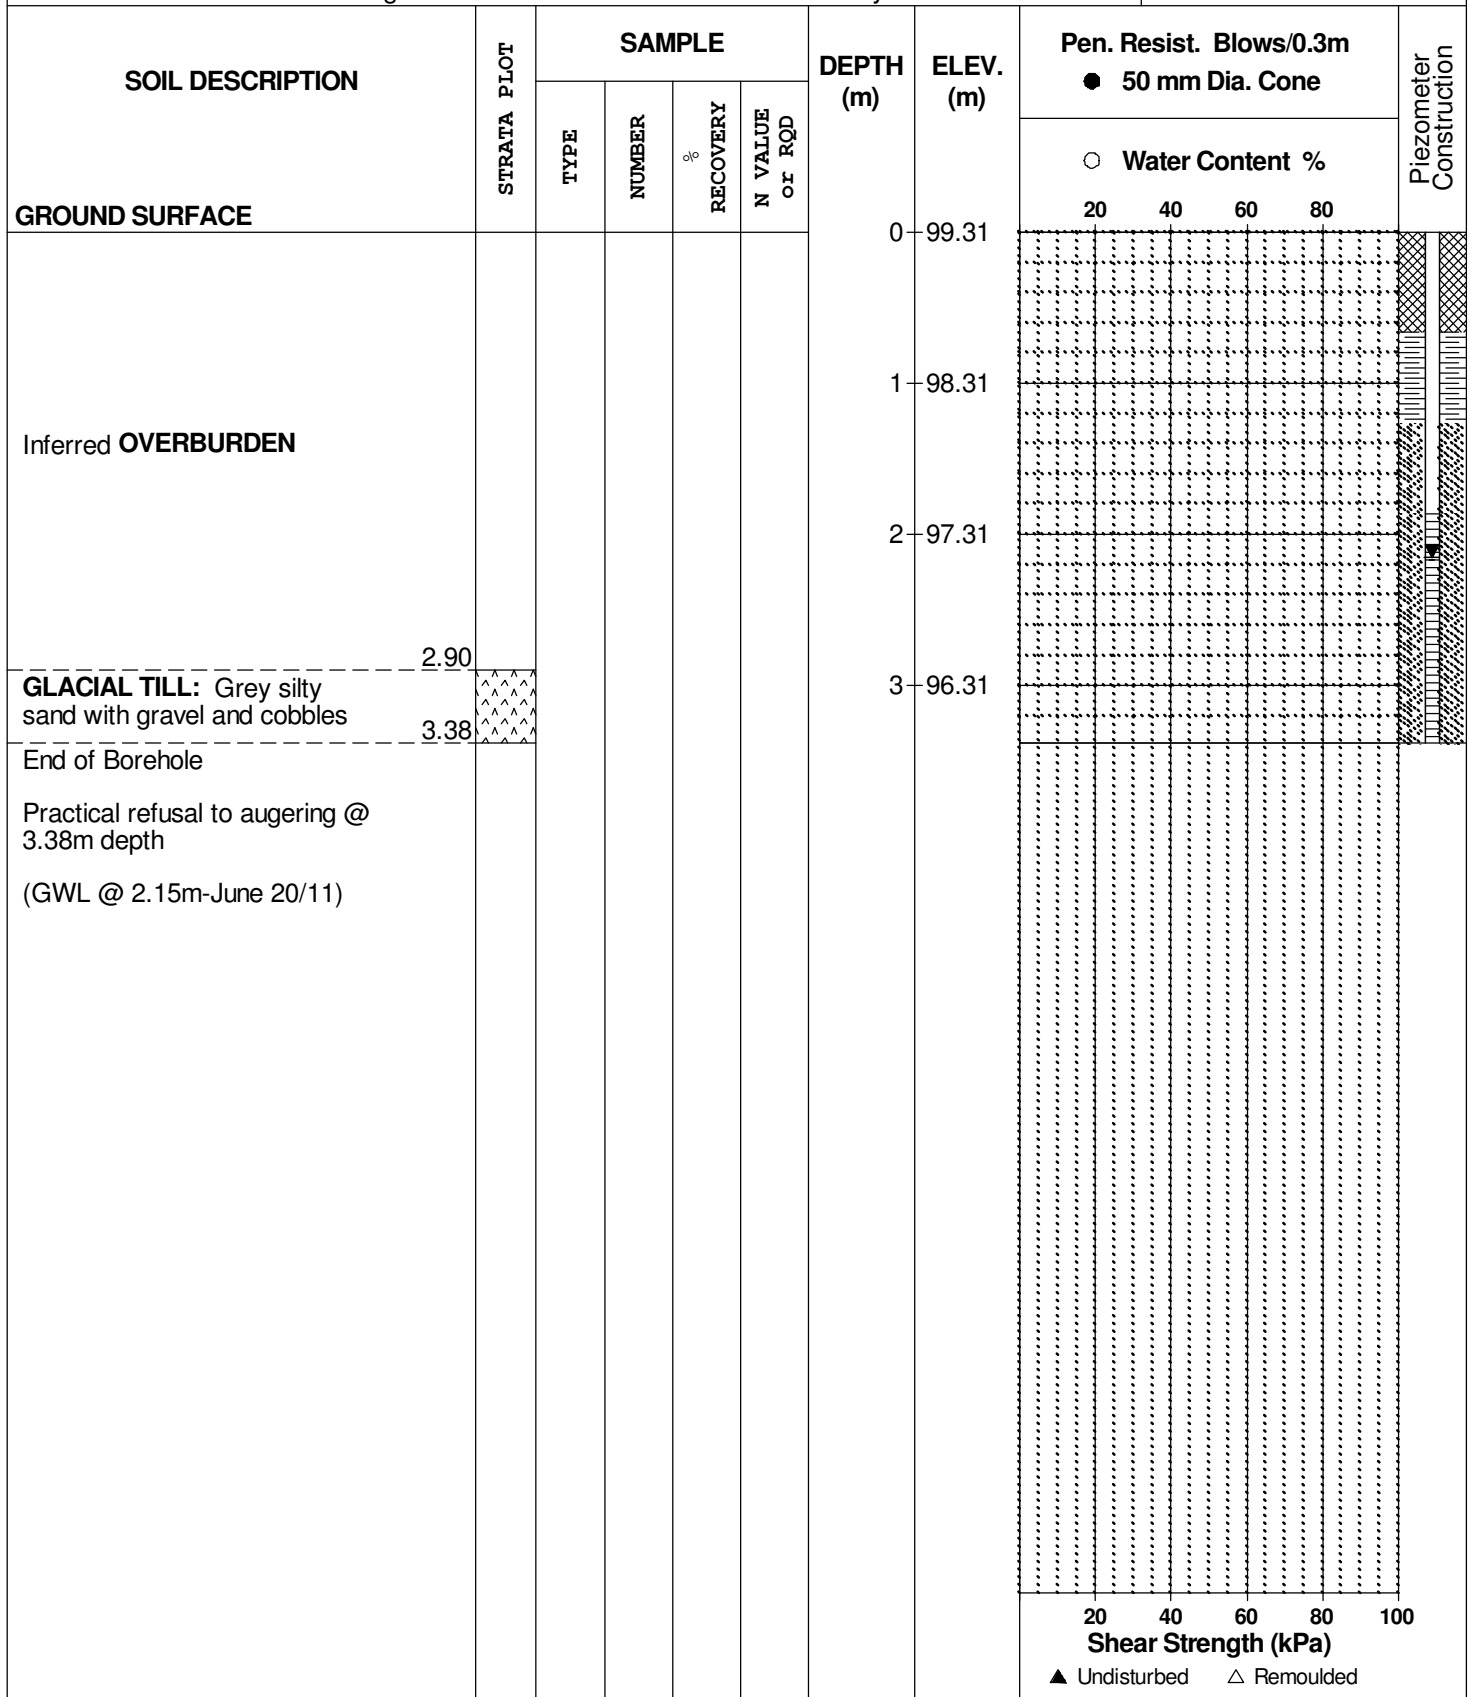 SOIL DESCRIPTION
GROUND SURFACE
STRATA PLOT
SAMPLE
TYPE
NUMBER
%
RECOVERY
N VALUE
or RQD
DEPTH
(m)
ELEV.
(m)
Pen. Resist. Blows/0.3m
● 50 mm Dia. Cone
○ Water Content %
20 40 60 80
Piezometer
Construction
0 99.31
1 98.31
Inferred OVERBURDEN
2 97.31
2.90
GLACIAL TILL: Grey silty
sand with gravel and cobbles
3 96.31
3.38
End of Borehole
Practical refusal to augering @
3.38m depth
(GWL @ 2.15m-June 20/11)
20 40 60 80 100
Shear Strength (kPa)
▲ Undisturbed △ Remoulded